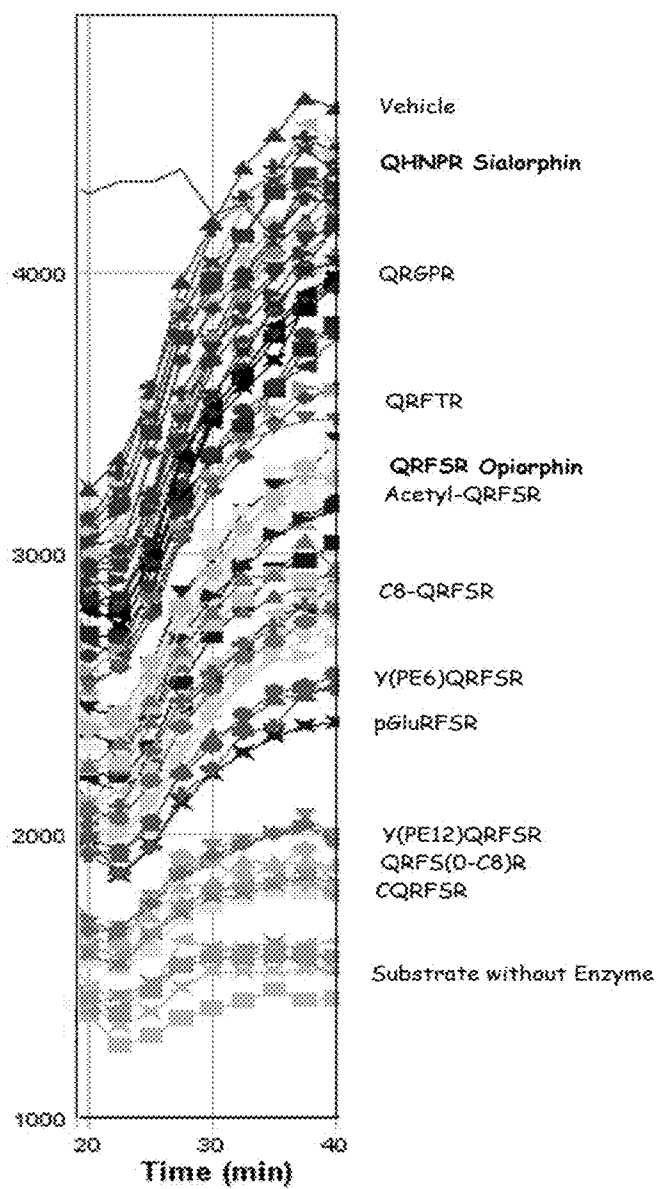 Vehicle
QHNPR Sialorphin
4000
QRGPR
QRFTR
QRFSR Opiorphin
Acetyl-QRFSR
3000
C8-QRFSR
Y(PE6)QRFSR
pGluRFSR
2000
Y(PE12)QRFSR
QRFS(O-C8)R
CQRFSR
Substrate without Enzyme
1000
20 30 40
Time (min)